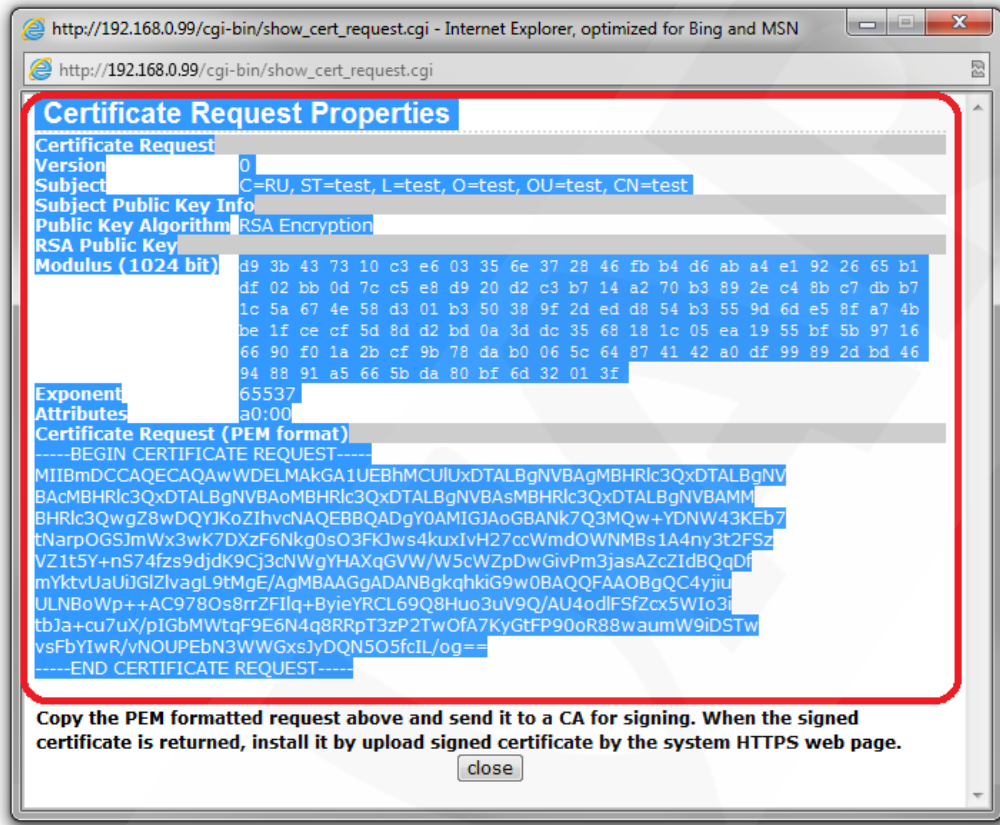 http://192.168.0.99/cgi-bin/show_cert_request.cgi - Internet Explorer, optimized for Bing and MSN
http://192.168.0.99/cgi-bin/show_cert_request.cgi
Certificate Request Properties
Certificate Request
Version 0
Subject C=RU, ST=test, L=test, O=test, OU=test, CN=test
Subject Public Key Info
Public Key Algorithm RSA Encryption
RSA Public Key
Modulus (1024 bit) d9 3b 43 73 10 c3 e6 03 35 6e 37 28 46 fb b4 d6 ab a4 e1 92 26 65 b1
df 02 bb 0d 7c c5 e8 d9 20 d2 c3 b7 14 a2 70 b3 89 2e c4 8b c7 db b7
1c 5a 67 4e 58 d3 01 b3 50 38 9f 2d ed d8 54 b3 55 9d 6d e5 8f a7 4b
be 1f ce cf 5d 8d d2 bd 0a 3d dc 35 68 18 1c 05 ea 19 55 bf 5b 97 16
66 90 f0 1a 2b cf 9b 78 da b0 06 5c 64 87 41 42 a0 df 99 89 2d bd 46
94 88 91 a5 66 5b da 80 bf 6d 32 01 3f
Exponent 65537
Attributes a0:00
Certificate Request (PEM format)
-----BEGIN CERTIFICATE REQUEST-----
MIIBmDCCAQECAQAwWDELMAkGA1UEBhMCUlUxDTALBgNVBAgMBHRlc3QxDTALBgNV
BAcMBHRlc3QxDTALBgNVBAoMBHRlc3QxDTALBgNVBAsMBHRlc3QxDTALBgNVBAMM
BHRlc3QwgZ8wDQYJKoZIhvcNAQEBBQADgY0AMIGJAoGBANk7Q3MQw+YDNW43KEb7
tNarpOGSJmWx3wK7DXzF6Nkg0sO3FKJws4kuxIvH27ccWmdOWNMBs1A4ny3t2FSz
VZ1t5Y+nS74fzs9djdK9Cj3cNWgYHAXqGVW/W5cWZpDwGivPm3jasAZcZIdBQqDf
mYktvUaUiJGlZlvagL9tMgE/AgMBAAGgADANBgkqhkiG9w0BAQQFAAOBgQC4yjiu
ULNBoWp++AC978Os8rrZFIlq+ByieYRCL69Q8Huo3uV9Q/AU4odlFSfZcx5WIo3i
tbJa+cu7uX/pIGbMWtqF9E6N4q8RRpT3zP2TwOfA7KyGtFP90oR88waumW9iDSTw
vsFbYIwR/vNOUPEbN3WWGxsJyDQN5O5fcIL/og==
-----END CERTIFICATE REQUEST-----
Copy the PEM formatted request above and send it to a CA for signing. When the signed
certificate is returned, install it by upload signed certificate by the system HTTPS web page.
close